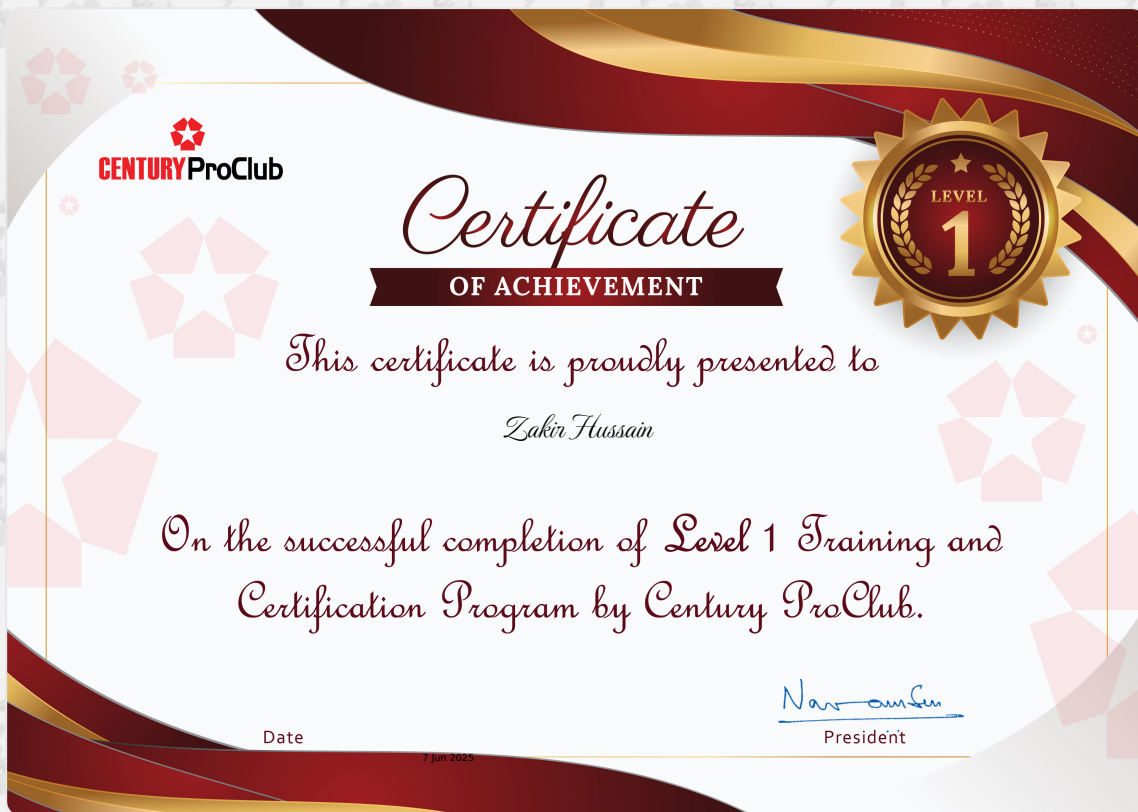 CENTURY ProClub
LEVEL
1
Certificate
OF ACHIEVEMENT
This certificate is proudly presented to
Zakir Hussain
On the successful completion of Level 1 Training and
Certification Program by Century ProClub.
Date
President
7 Jun 2025